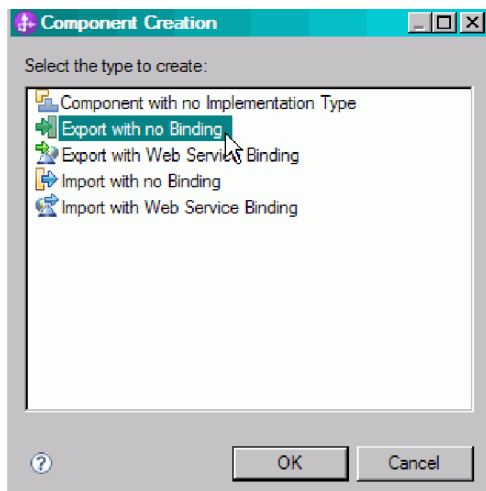 Component Creation
Select the type to create:
Component with no Implementation Type
Export with no Binding
Export with Web Service Binding
Import with no Binding
Import with Web Service Binding
?
OK
Cancel